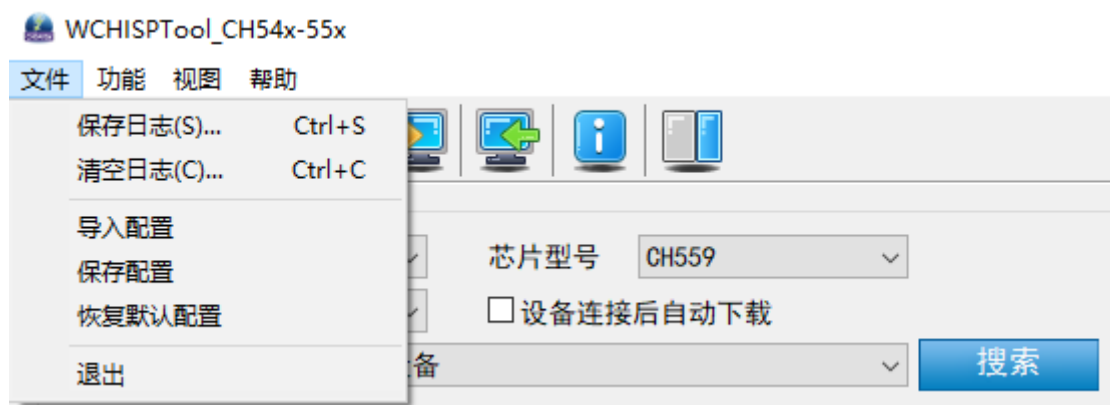 WCHISPTool_CH54x-55x
文件 功能 视图 帮助
保存日志(S)... Ctrl+S
清空日志(C)... Ctrl+C
导入配置
保存配置
恢复默认配置
退出
芯片型号 CH559
设备连接后自动下载
备 搜索